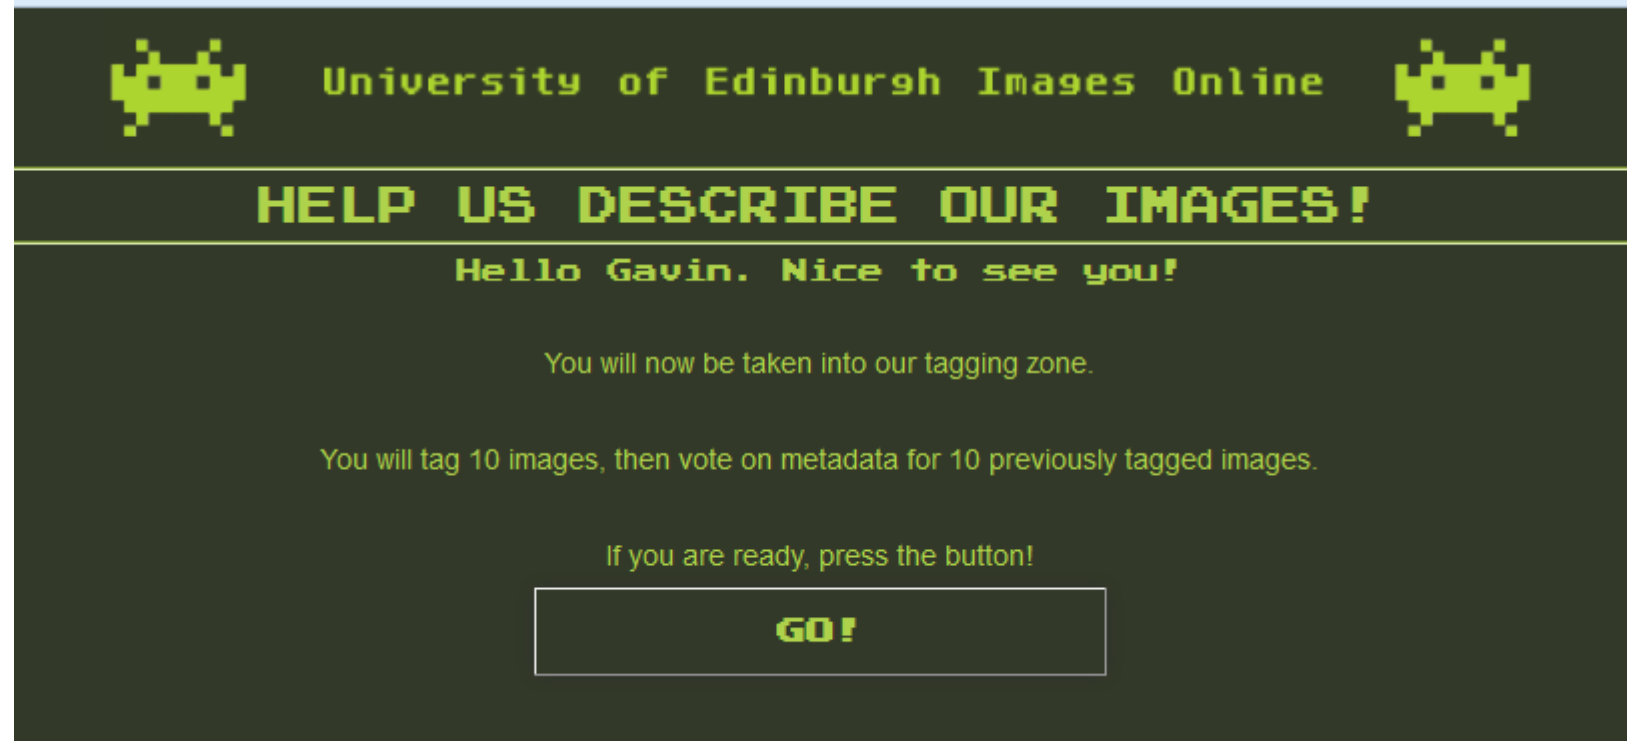 University of Edinburgh Images Online
HELP US DESCRIBE OUR IMAGES!
Hello Gavin. Nice to see you!
You will now be taken into our tagging zone.
You will tag 10 images, then vote on metadata for 10 previously tagged images.
If you are ready, press the button!
GO!